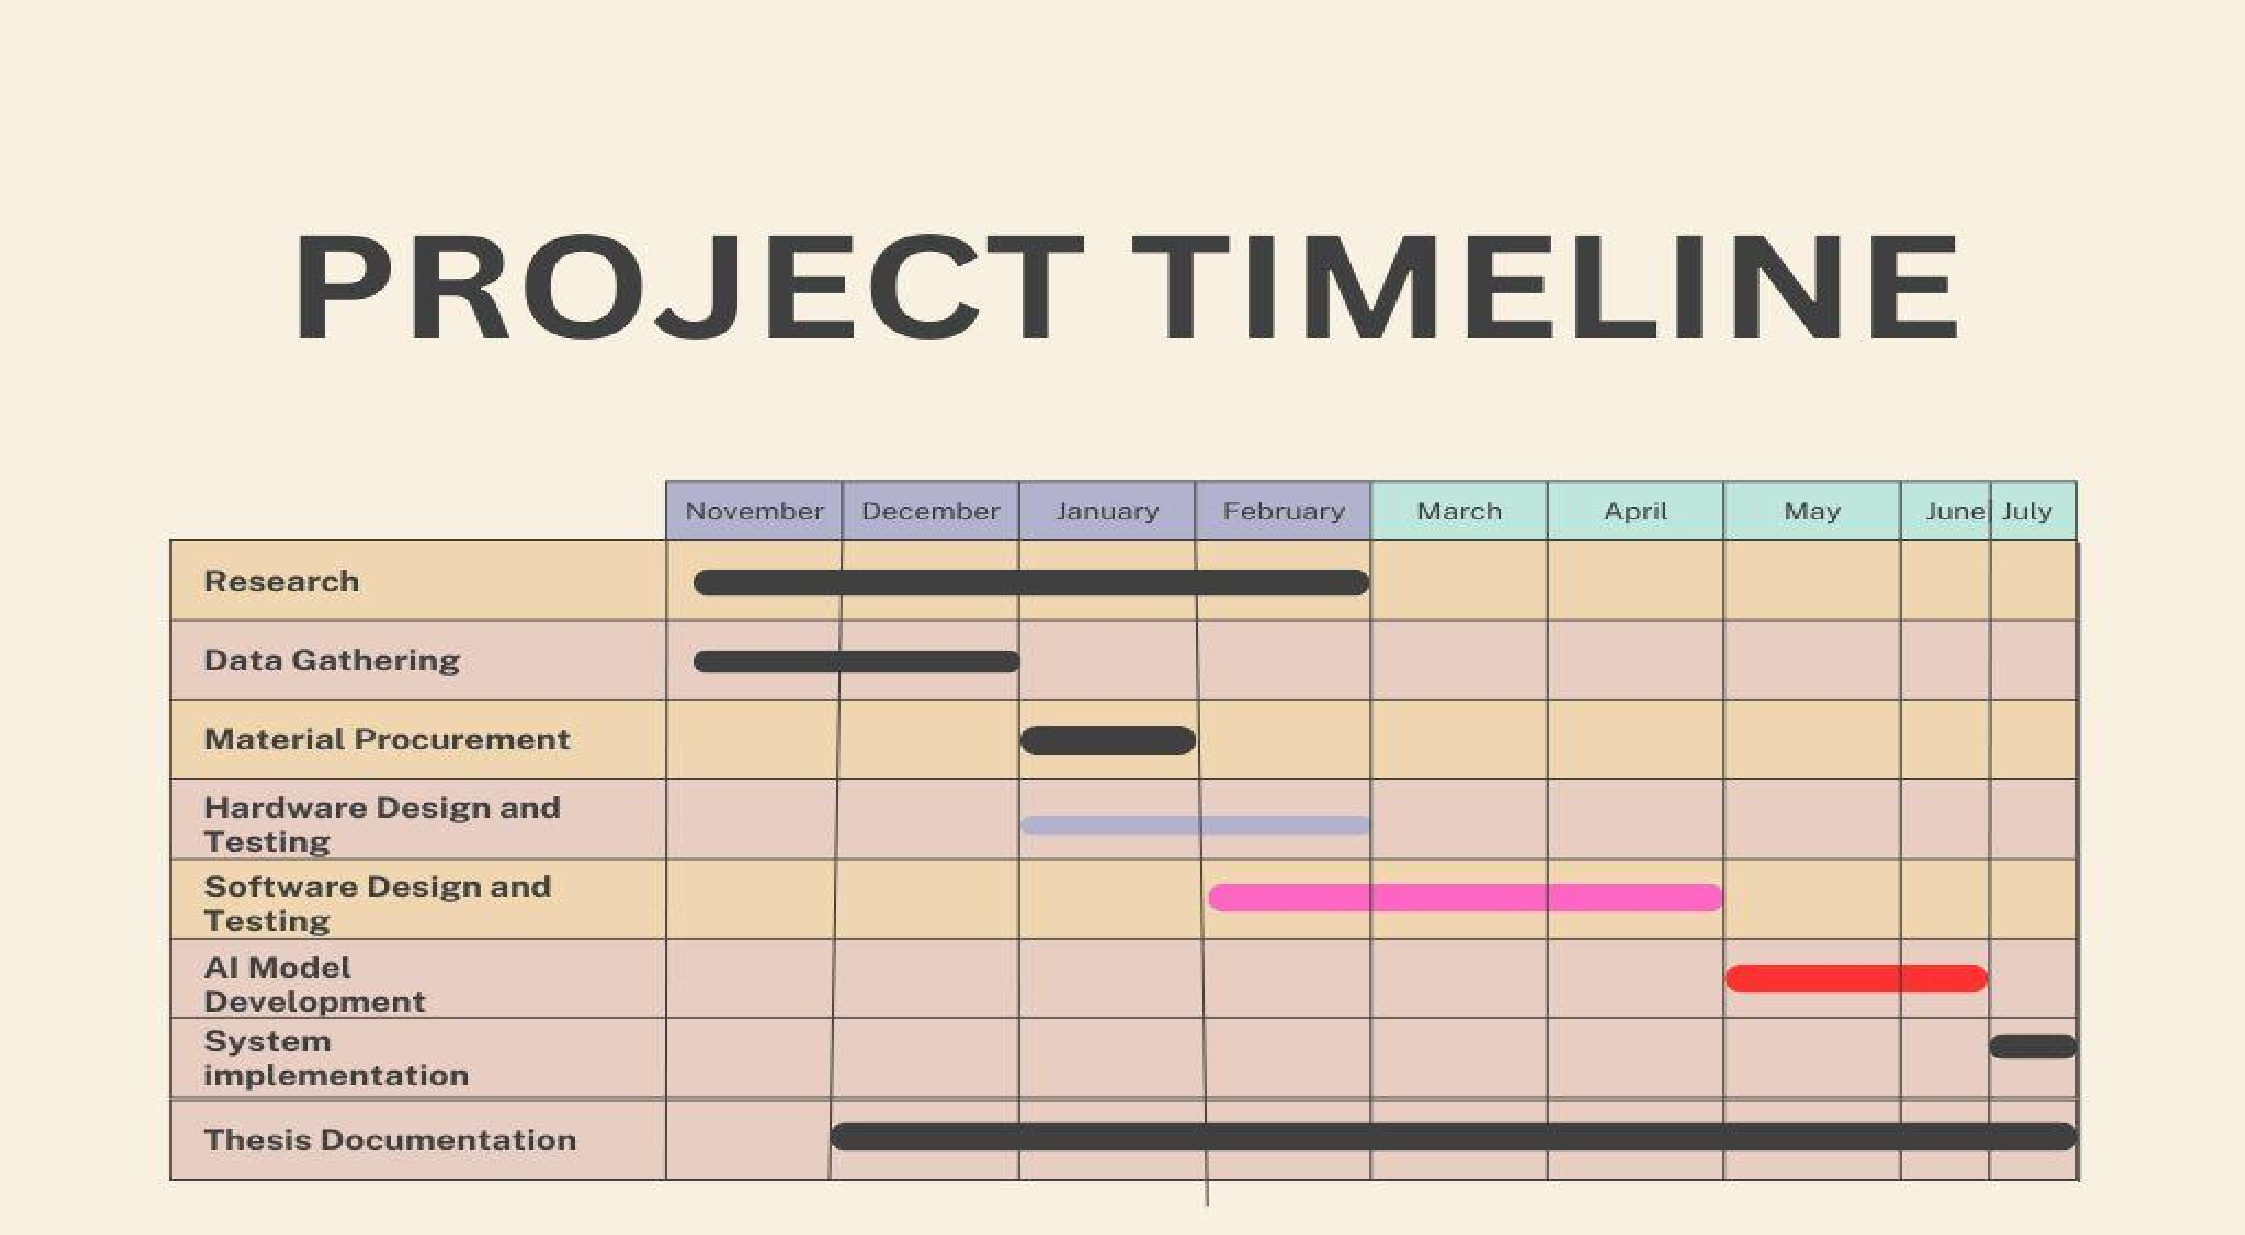 PROJECT TIMELINE
November December January February March April May June July
Research
Data Gathering
Material Procurement
Hardware Design and
Testing
Software Design and
Testing
AI Model
Development
System
implementation
Thesis Documentation